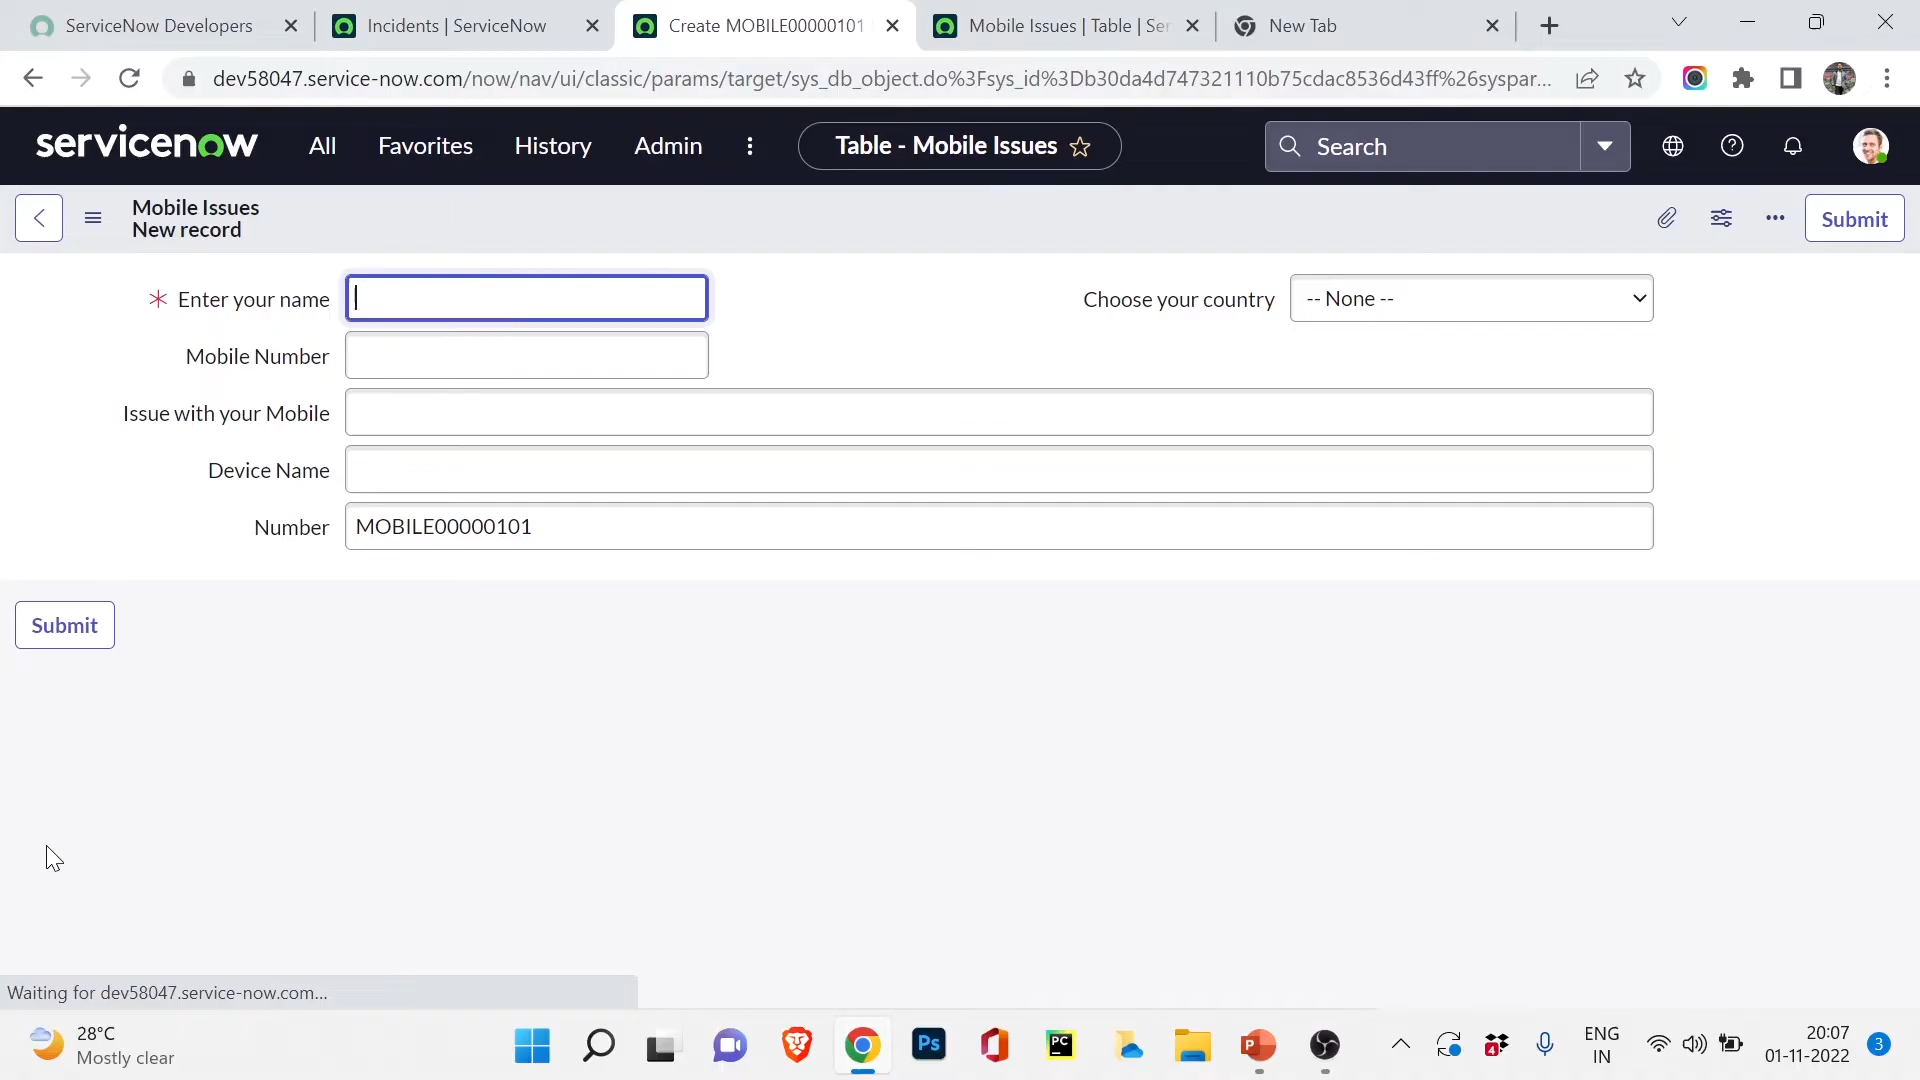 ServiceNow Developers
Incidents | ServiceNow
Create MOBILE00000101
Mobile Issues | Table | Ser
New Tab
dev58047.service-now.com/now/nav/ui/classic/params/target/sys_db_object.do%3Fsys_id%3Db30da4d747321110b75cdac8536d43ff%26syspar...
servicenow
All
Favorites
History
Admin
Table - Mobile Issues
Search
Mobile Issues
New record
Submit
Enter your name
Choose your country
-- None --
Mobile Number
Issue with your Mobile
Device Name
Number
MOBILE00000101
Submit
Waiting for dev58047.service-now.com...
28°C
Mostly clear
Ps
PC
P
4
ENG
IN
20:07
01-11-2022
3